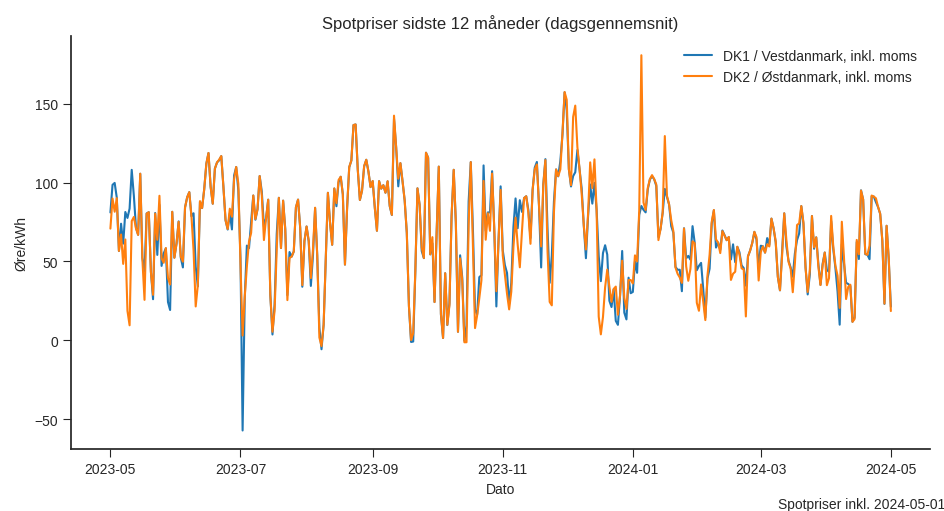 Spotpriser sidste 12 måneder (dagsgennemsnit)
DK1 / Vestdanmark, inkl. moms
DK2 / Østdanmark, inkl. moms
Øre/kWh
150
100
50
0
−50
2023-05 2023-07 2023-09 2023-11 2024-01 2024-03 2024-05
Dato
Spotpriser inkl. 2024-05-01